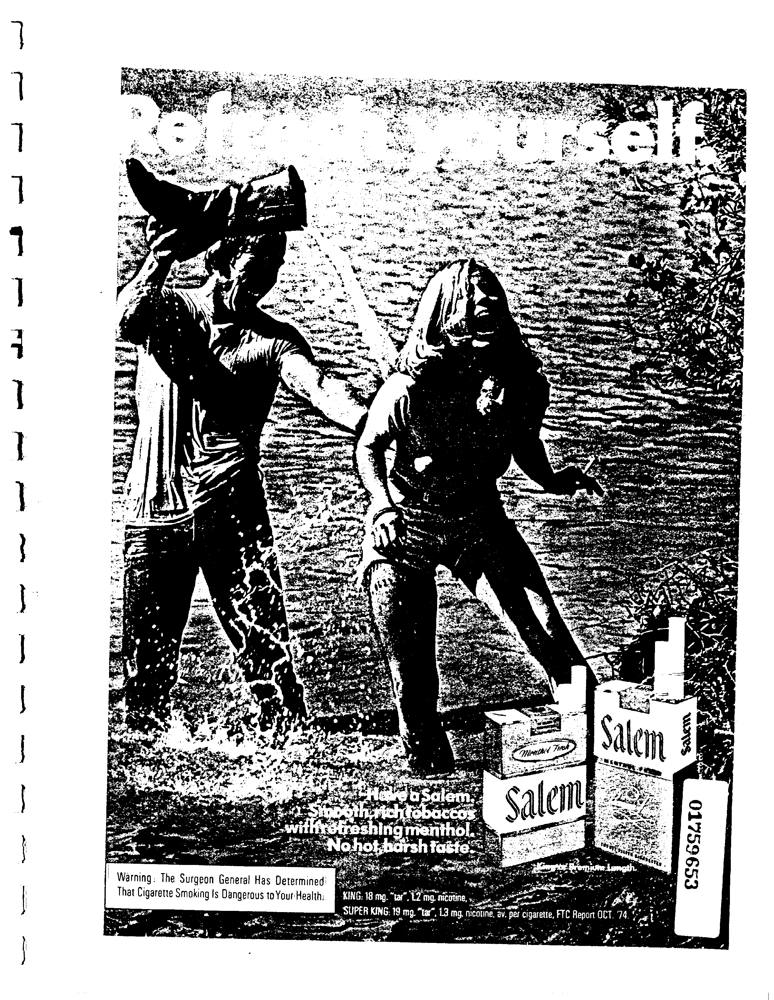 Refresh yourself.
Have a Salem.
Smooth, rich tobaccos
with refreshing menthol.
No hot, harsh taste.
Menthol Fresh
Salem
Salem
Salem
King or Premium Length.
Warning: The Surgeon General Has Determined
That Cigarette Smoking Is Dangerous to Your Health.
KING: 18 mg. "tar", 1.2 mg. nicotine,
SUPER KING: 19 mg. "tar", 1.3 mg. nicotine, av. per cigarette, FTC Report OCT. '74.
01759653